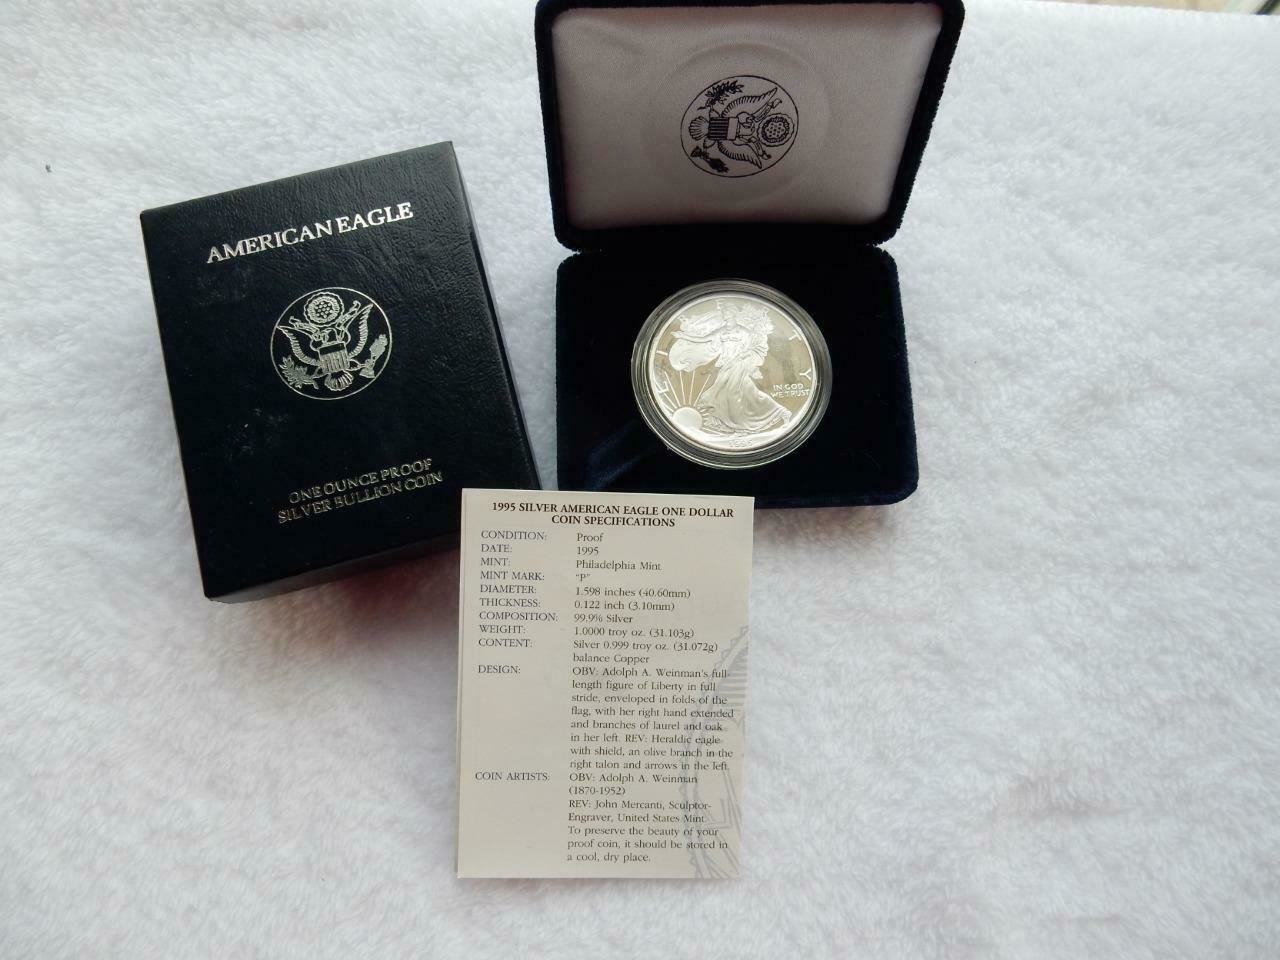 AMERICAN EAGLE
ONE OUNCE PROOF
SILVER BULLION COIN
LIBERTY
IN GOD
WE TRUST
1995
1995 SILVER AMERICAN EAGLE ONE DOLLAR
COIN SPECIFICATIONS
CONDITION: Proof
DATE: 1995
MINT: Philadelphia Mint
MINT MARK: "P"
DIAMETER: 1.598 inches (40.60mm)
THICKNESS: 0.122 inch (3.10mm)
COMPOSITION: 99.9% Silver
WEIGHT: 1.0000 troy oz. (31.103g)
CONTENT: Silver 0.999 troy oz. (31.072g)
balance Copper
DESIGN: OBV: Adolph A. Weinman's full-
length figure of Liberty in full
stride, enveloped in folds of the
flag, with her right hand extended
and branches of laurel and oak
in her left. REV: Heraldic eagle
with shield, an olive branch in the
right talon and arrows in the left.
COIN ARTISTS: OBV: Adolph A. Weinman
(1870-1952)
REV: John Mercanti, Sculptor-
Engraver, United States Mint
To preserve the beauty of your
proof coin, it should be stored in
a cool, dry place.